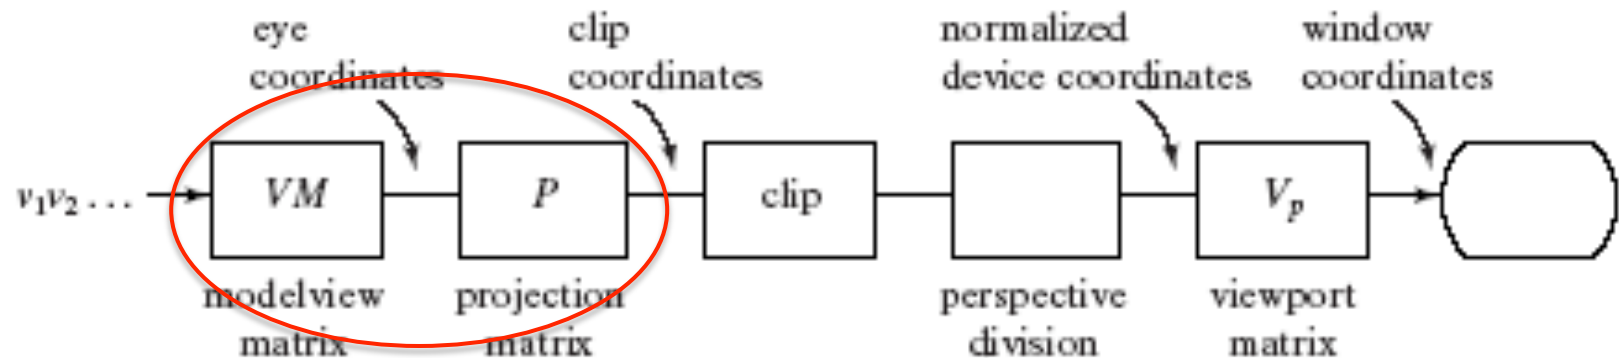 eye
coordinates
clip
coordinates
normalized
device coordinates
window
coordinates
v₁v₂ ...
VM
P
clip
Vₚ
modelview
matrix
projection
matrix
perspective
division
viewport
matrix